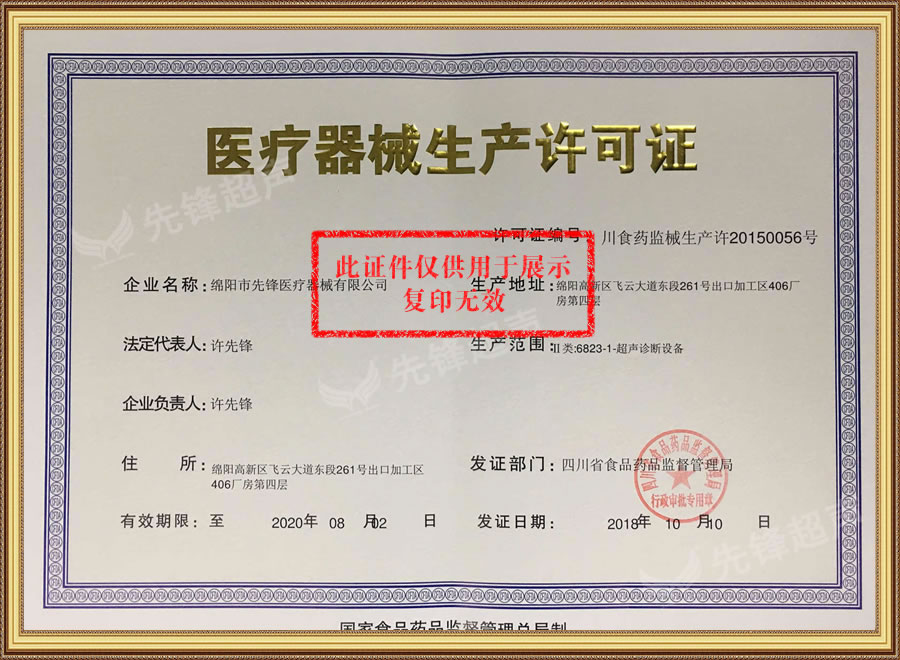 医疗器械生产许可证
许可证编号： 川食药监械生产许20150056号
此证件仅供用于展示
复印无效
企业名称：绵阳市先锋医疗器械有限公司
生产地址：绵阳高新区飞云大道东段261号出口加工区406厂
房第四层
法定代表人：许先锋
生产范围：II类:6823-1-超声诊断设备
企业负责人：许先锋
住 所：绵阳高新区飞云大道东段261号出口加工区
406厂房第四层
发证部门：四川省食品药品监督管理局
四川省食品药品监督管理局
行政审批专用章
有效期限：至 2020年 08 月02 日
发证日期： 2018年 10 月10 日
国家食品药品监督管理总局制
先锋超声
先锋超声
先锋超声